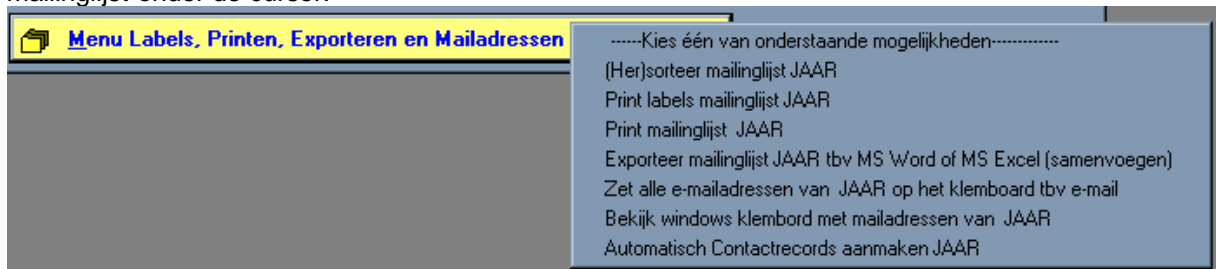 mailinglijst onder de cursor.
Menu Labels, Printen, Exporteren en Mailadressen
------Kies één van onderstaande mogelijkheden-------------
(Her)sorteer mailinglijst JAAR
Print labels mailinglijst JAAR
Print mailinglijst  JAAR
Exporteer mailinglijst JAAR tbv MS Word of MS Excel (samenvoegen)
Zet alle e-mailadressen van  JAAR op het klemboard tbv e-mail
Bekijk windows klembord met mailadressen van  JAAR
Automatisch Contactrecords aanmaken JAAR